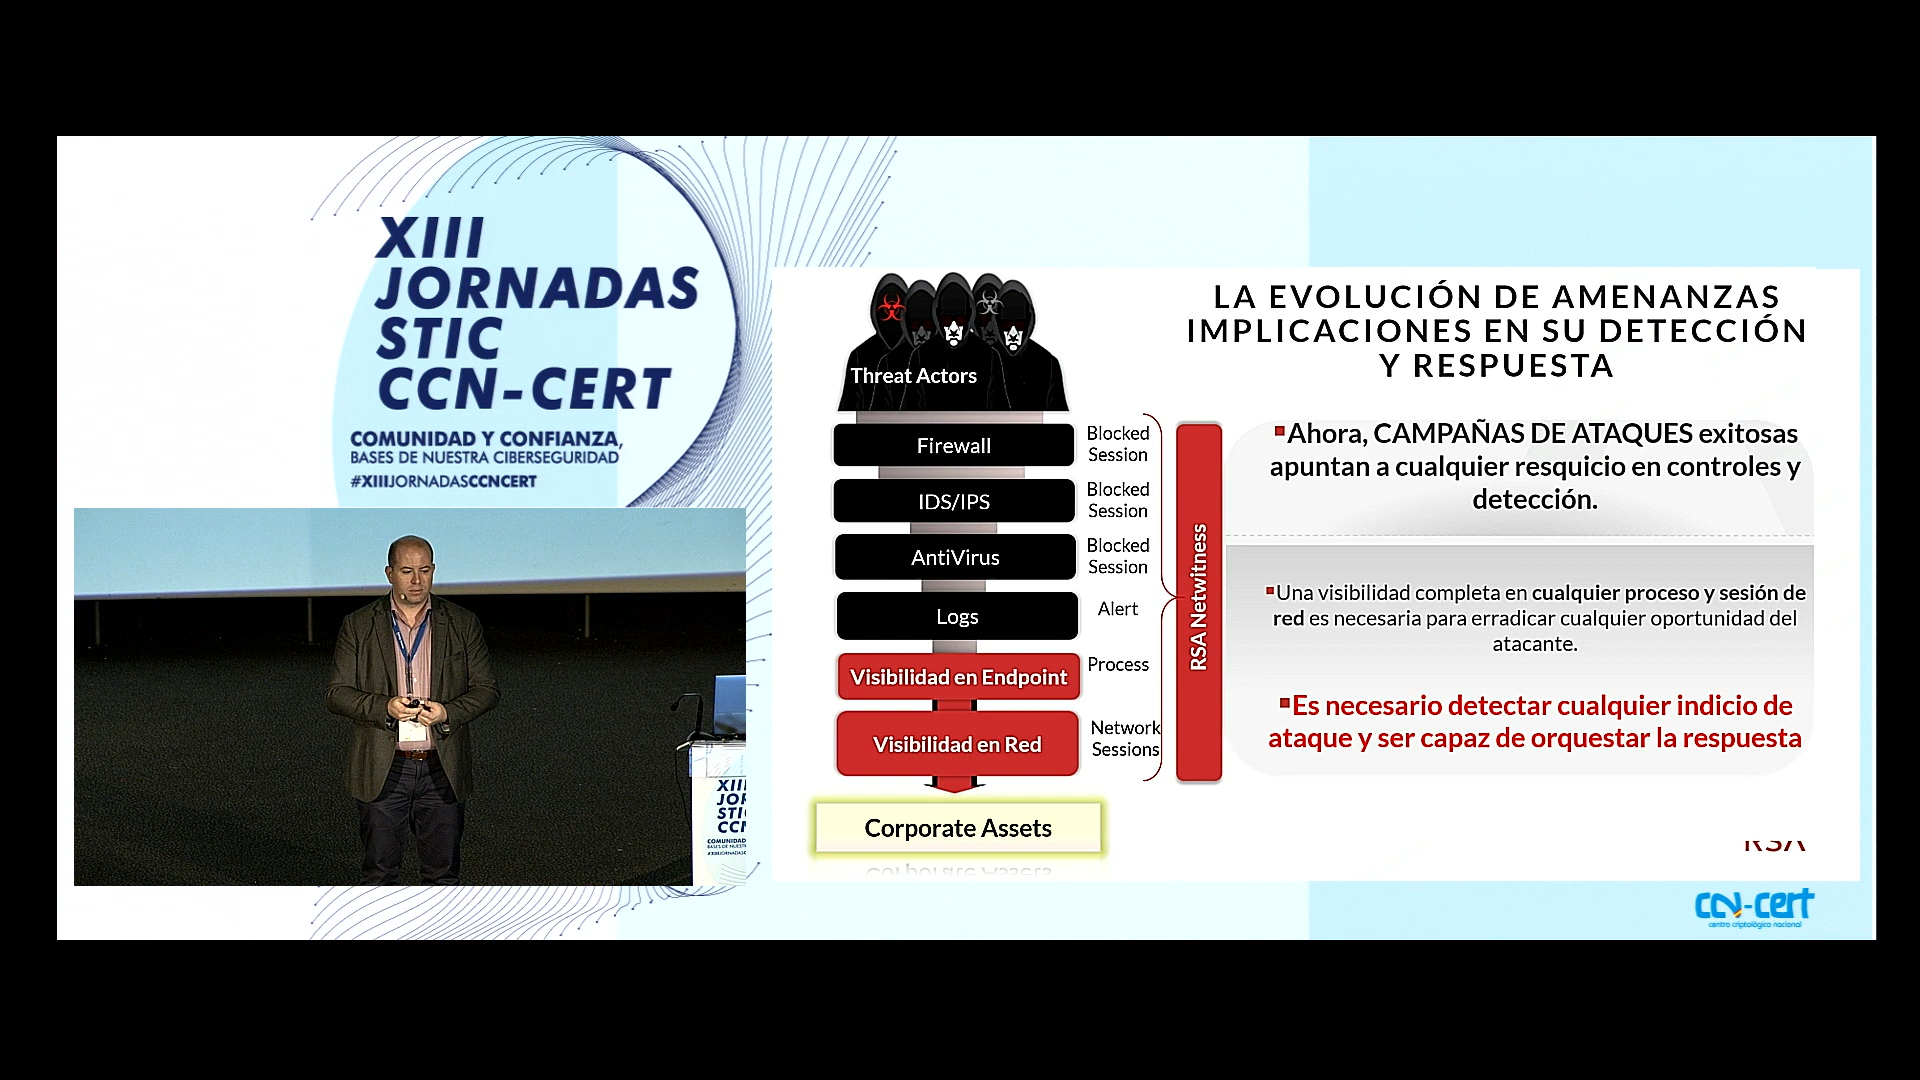 XIII
JORNADAS
STIC
CCN-CERT
COMUNIDAD Y CONFIANZA,
BASES DE NUESTRA CIBERSEGURIDAD
#XIIIJORNADASCCNCERT
LA EVOLUCIÓN DE AMENANZAS
IMPLICACIONES EN SU DETECCIÓN
Y RESPUESTA
Threat Actors
Firewall
Blocked
Session
IDS/IPS
Blocked
Session
AntiVirus
Blocked
Session
Logs
Alert
Visibilidad en Endpoint
Process
Visibilidad en Red
Network
Sessions
Corporate Assets
RSA Netwitness
Ahora, CAMPAÑAS DE ATAQUES exitosas
apuntan a cualquier resquicio en controles y
detección.
Una visibilidad completa en cualquier proceso y sesión de
red es necesaria para erradicar cualquier oportunidad del
atacante.
Es necesario detectar cualquier indicio de
ataque y ser capaz de orquestar la respuesta
RSA
ccn-cert
centro criptológico nacional
XIII
JOR
STI
CCN
COMUNIDAD